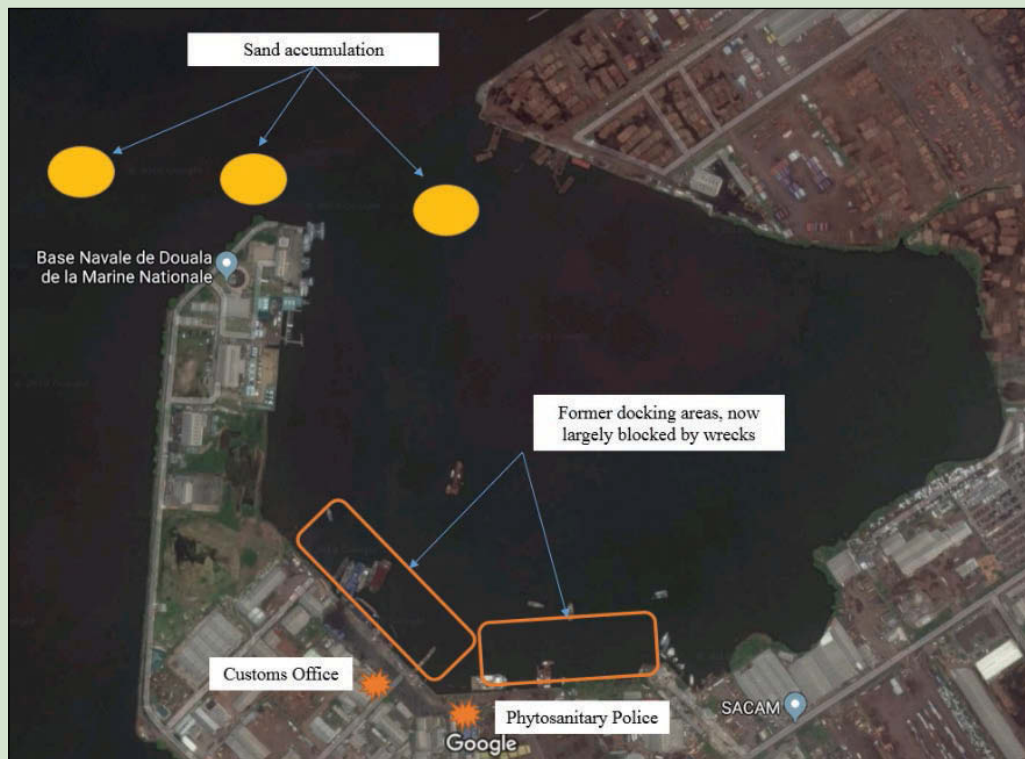 Sand accumulation
Base Navale de Douala
de la Marine Nationale
Former docking areas, now
largely blocked by wrecks
Customs Office
Phytosanitary Police
SACAM
Google